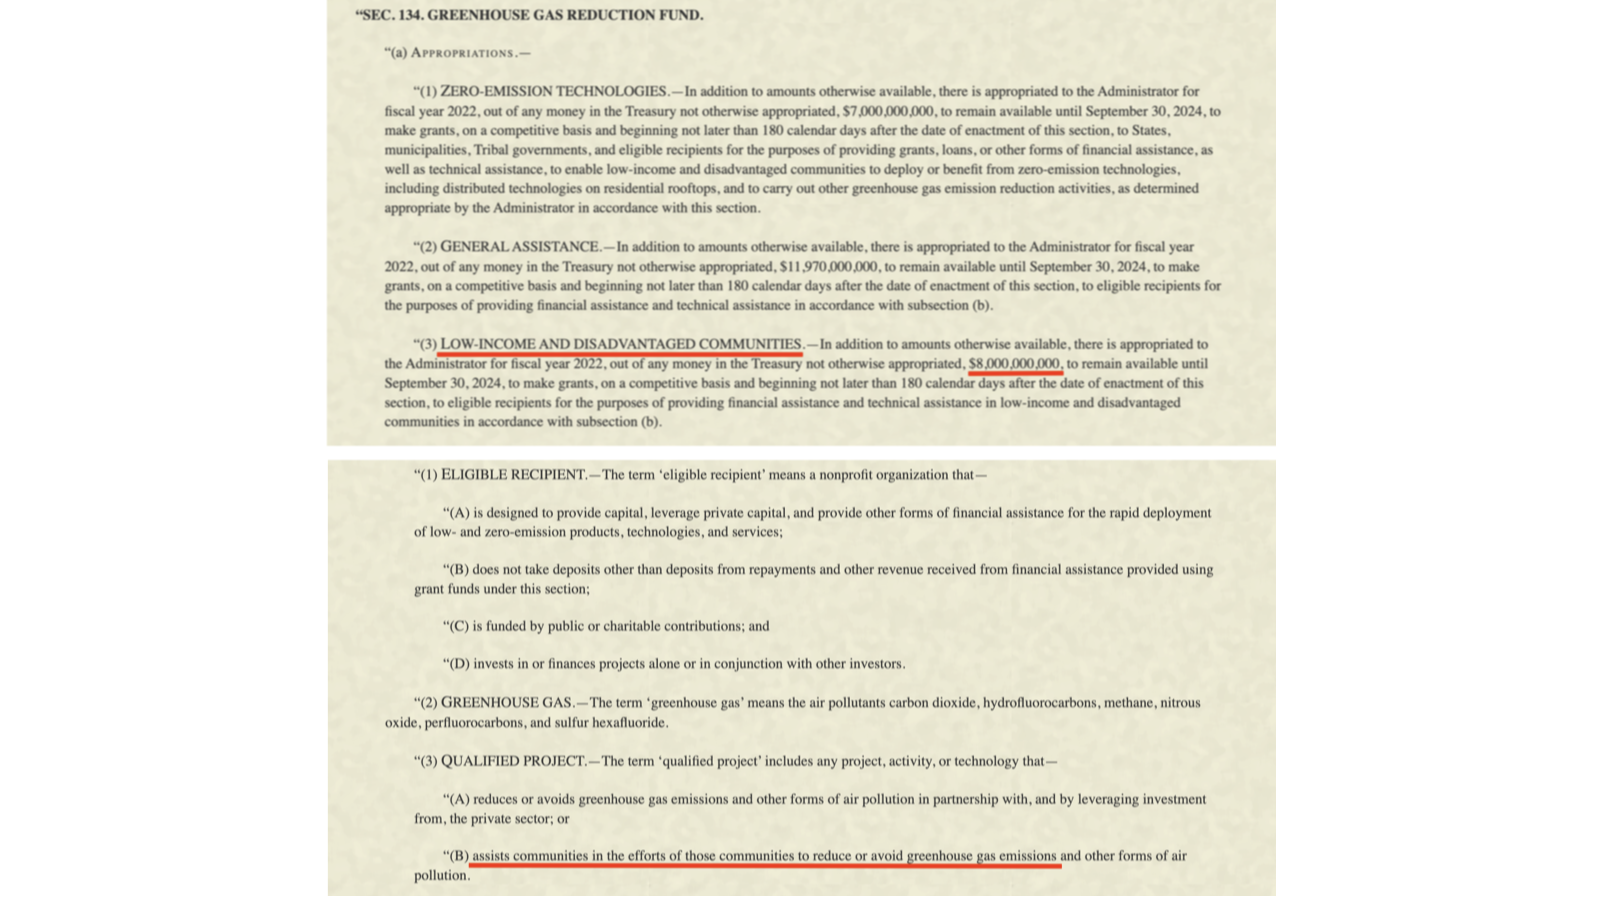 “SEC. 134. GREENHOUSE GAS REDUCTION FUND.
“(a) APPROPRIATIONS.—
“(1) ZERO-EMISSION TECHNOLOGIES.—In addition to amounts otherwise available, there is appropriated to the Administrator for
fiscal year 2022, out of any money in the Treasury not otherwise appropriated, $7,000,000,000, to remain available until September 30, 2024, to
make grants, on a competitive basis and beginning not later than 180 calendar days after the date of enactment of this section, to States,
municipalities, Tribal governments, and eligible recipients for the purposes of providing grants, loans, or other forms of financial assistance, as
well as technical assistance, to enable low-income and disadvantaged communities to deploy or benefit from zero-emission technologies,
including distributed technologies on residential rooftops, and to carry out other greenhouse gas emission reduction activities, as determined
appropriate by the Administrator in accordance with this section.
“(2) GENERAL ASSISTANCE.—In addition to amounts otherwise available, there is appropriated to the Administrator for fiscal year
2022, out of any money in the Treasury not otherwise appropriated, $11,970,000,000, to remain available until September 30, 2024, to make
grants, on a competitive basis and beginning not later than 180 calendar days after the date of enactment of this section, to eligible recipients for
the purposes of providing financial assistance and technical assistance in accordance with subsection (b).
“(3) LOW-INCOME AND DISADVANTAGED COMMUNITIES.—In addition to amounts otherwise available, there is appropriated to
the Administrator for fiscal year 2022, out of any money in the Treasury not otherwise appropriated, $8,000,000,000, to remain available until
September 30, 2024, to make grants, on a competitive basis and beginning not later than 180 calendar days after the date of enactment of this
section, to eligible recipients for the purposes of providing financial assistance and technical assistance in low-income and disadvantaged
communities in accordance with subsection (b).
“(1) ELIGIBLE RECIPIENT.—The term ‘eligible recipient’ means a nonprofit organization that—
“(A) is designed to provide capital, leverage private capital, and provide other forms of financial assistance for the rapid deployment
of low- and zero-emission products, technologies, and services;
“(B) does not take deposits other than deposits from repayments and other revenue received from financial assistance provided using
grant funds under this section;
“(C) is funded by public or charitable contributions; and
“(D) invests in or finances projects alone or in conjunction with other investors.
“(2) GREENHOUSE GAS.—The term ‘greenhouse gas’ means the air pollutants carbon dioxide, hydrofluorocarbons, methane, nitrous
oxide, perfluorocarbons, and sulfur hexafluoride.
“(3) QUALIFIED PROJECT.—The term ‘qualified project’ includes any project, activity, or technology that—
“(A) reduces or avoids greenhouse gas emissions and other forms of air pollution in partnership with, and by leveraging investment
from, the private sector; or
“(B) assists communities in the efforts of those communities to reduce or avoid greenhouse gas emissions and other forms of air
pollution.